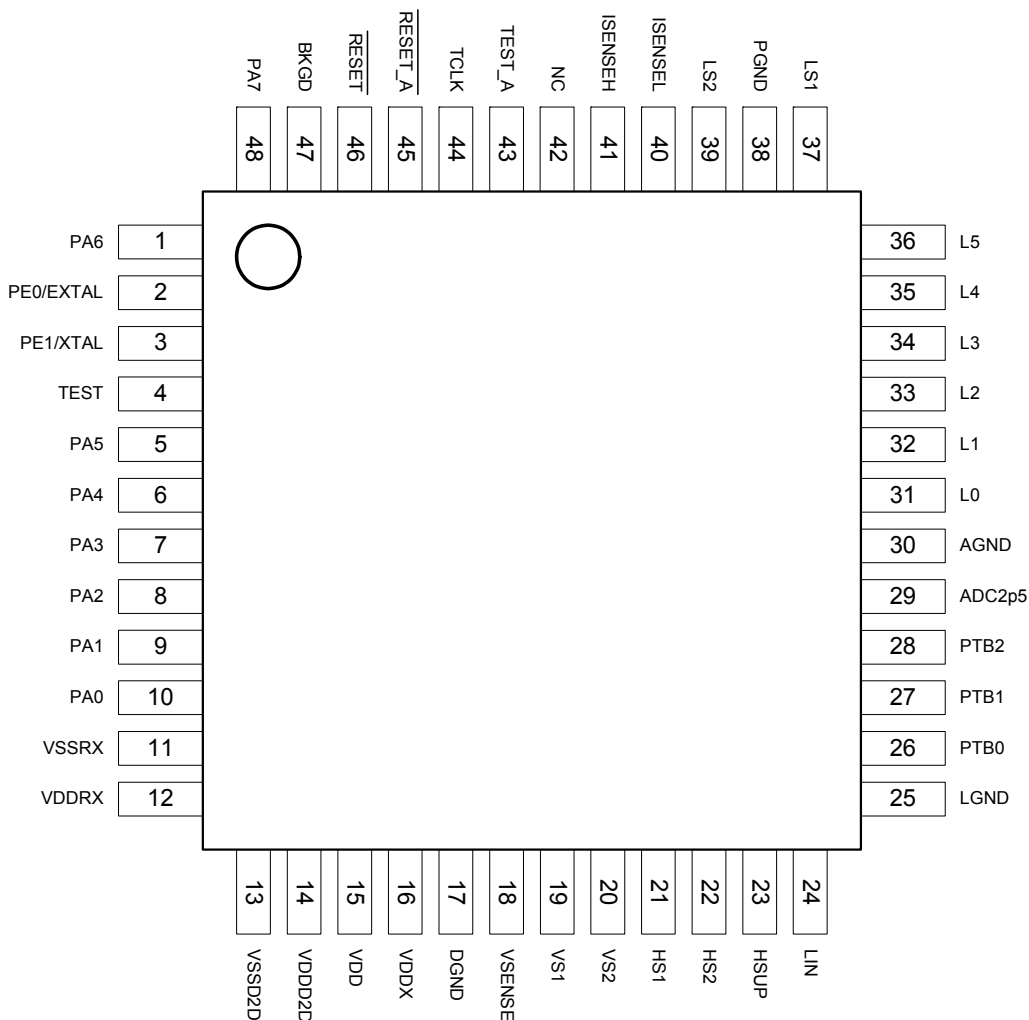 PA7 BKGD RESET RESET_A TCLK TEST_A NC ISENSEH ISENSEL LS2 PGND LS1
48 47 46 45 44 43 42 41 40 39 38 37
PA6 1 36 L5
PE0/EXTAL 2 35 L4
PE1/XTAL 3 34 L3
TEST 4 33 L2
PA5 5 32 L1
PA4 6 31 L0
PA3 7 30 AGND
PA2 8 29 ADC2p5
PA1 9 28 PTB2
PA0 10 27 PTB1
VSSRX 11 26 PTB0
VDDRX 12 25 LGND
13 14 15 16 17 18 19 20 21 22 23 24
VSSD2D VDDD2D VDD VDDX DGND VSENSE VS1 VS2 HS1 HS2 HSUP LIN